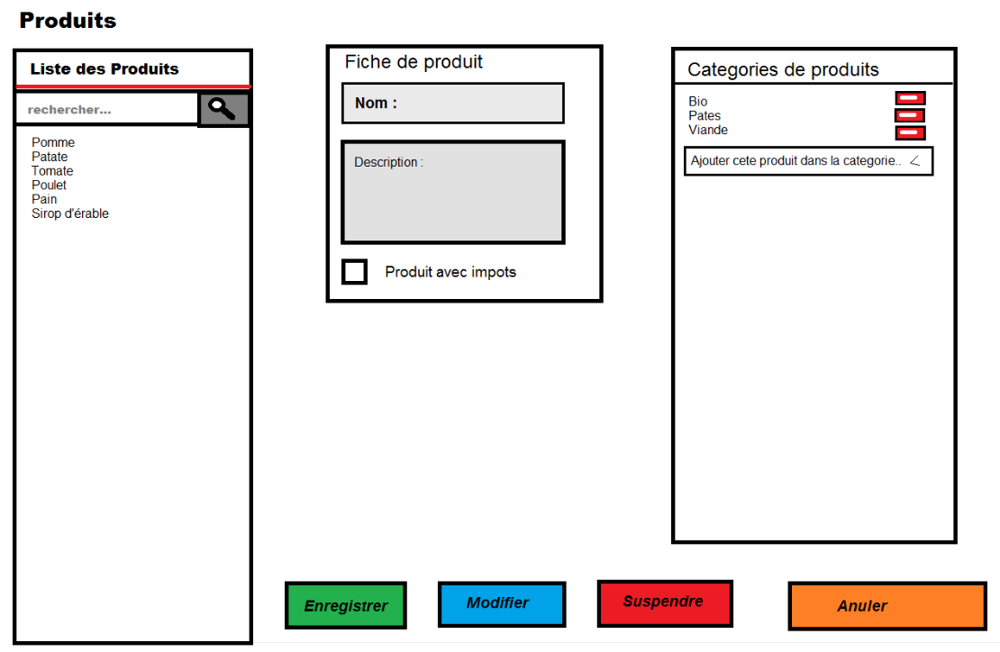 Produits
Liste des Produits
rechercher...
Pomme
Patate
Tomate
Poulet
Pain
Sirop d'érable
Fiche de produit
Nom :
Description :
Produit avec impots
Categories de produits
Bio
Pates
Viande
Ajouter cete produit dans la categorie..
Enregistrer
Modifier
Suspendre
Anuler